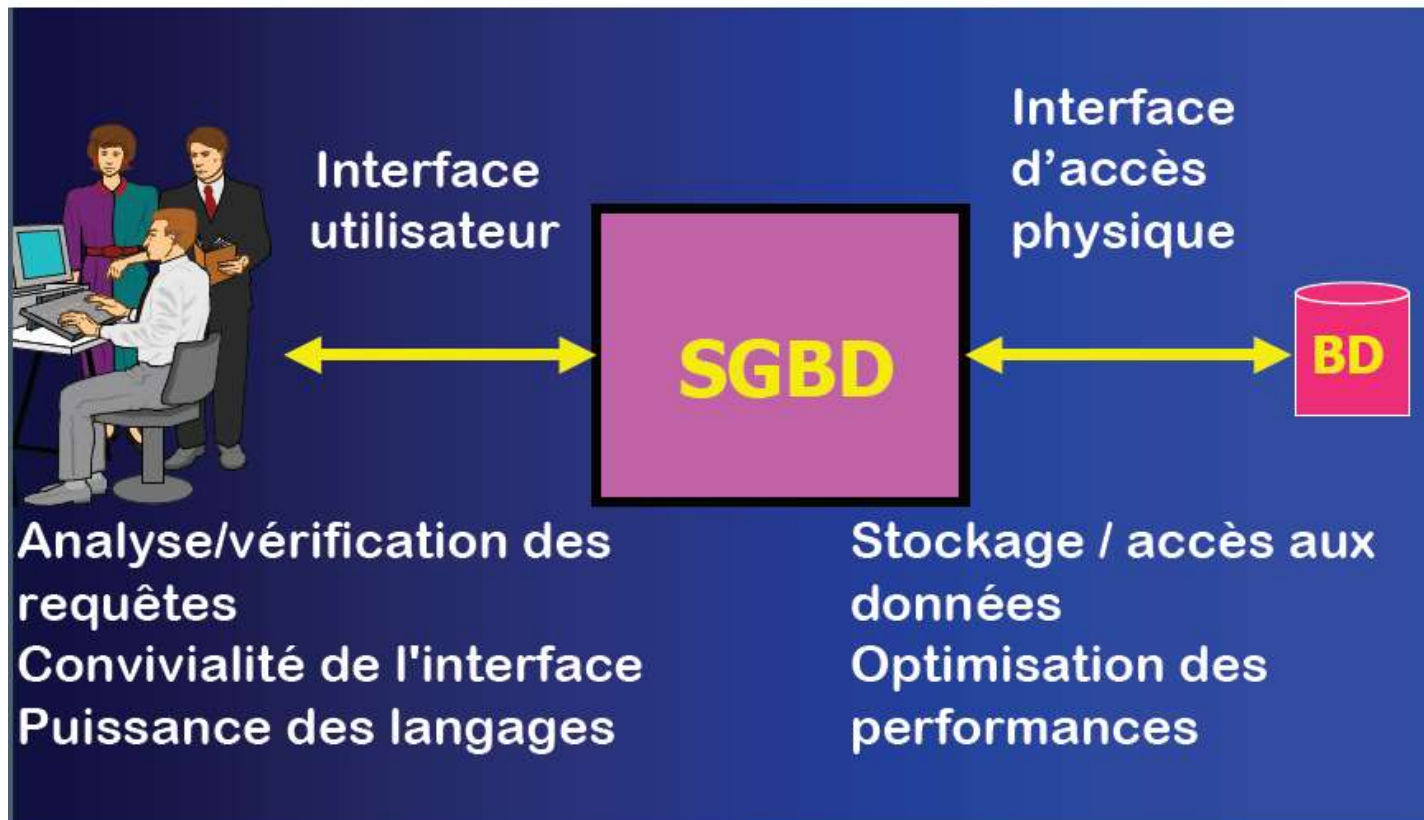 Interface
utilisateur
Interface
d’accès
physique
SGBD
BD
Analyse/vérification des
requêtes
Convivialité de l'interface
Puissance des langages
Stockage / accès aux
données
Optimisation des
performances